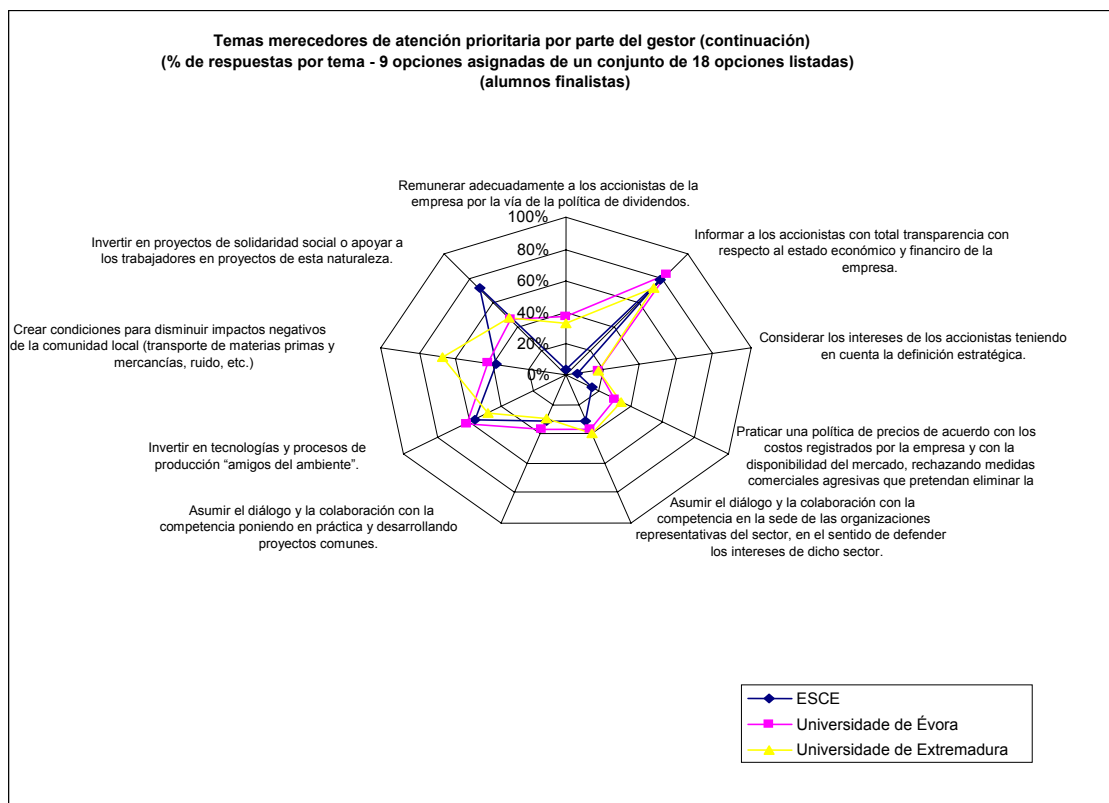 Temas merecedores de atención prioritaria por parte del gestor (continuación)
(% de respuestas por tema - 9 opciones asignadas de un conjunto de 18 opciones listadas)
(alumnos finalistas)
Remunerar adecuadamente a los accionistas de la
empresa por la vía de la política de dividendos.
100%
80%
60%
40%
20%
0%
Informar a los accionistas con total transparencia con
respecto al estado económico y financiro de la
empresa.
Considerar los intereses de los accionistas teniendo
en cuenta la definición estratégica.
Praticar una política de precios de acuerdo con los
costos registrados por la empresa y con la
disponibilidad del mercado, rechazando medidas
comerciales agresivas que pretendan eliminar la
Asumir el diálogo y la colaboración con la
competencia en la sede de las organizaciones
representativas del sector, en el sentido de defender
los intereses de dicho sector.
Asumir el diálogo y la colaboración con la
competencia poniendo en práctica y desarrollando
proyectos comunes.
Invertir en tecnologías y procesos de
producción “amigos del ambiente”.
Crear condiciones para disminuir impactos negativos
de la comunidad local (transporte de materias primas y
mercancías, ruido, etc.)
Invertir en proyectos de solidaridad social o apoyar a
los trabajadores en proyectos de esta naturaleza.
ESCE
Universidade de Évora
Universidade de Extremadura